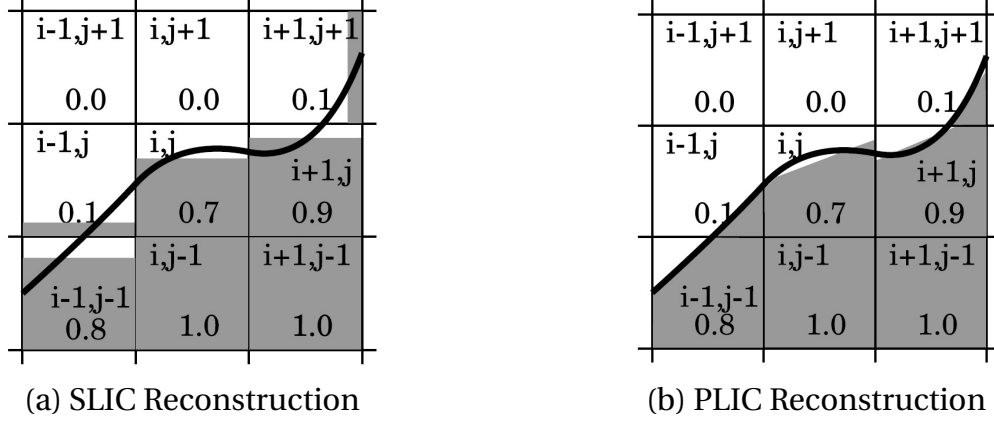 i-1,j+1 i,j+1 i+1,j+1
0.0 0.0 0.1
i-1,j i,j
i+1,j
0.1 0.7 0.9
i,j-1 i+1,j-1
i-1,j-1
0.8 1.0 1.0
(a) SLIC Reconstruction
i-1,j+1 i,j+1 i+1,j+1
0.0 0.0 0.1
i-1,j i,j
i+1,j
0.1 0.7 0.9
i,j-1 i+1,j-1
i-1,j-1
0.8 1.0 1.0
(b) PLIC Reconstruction